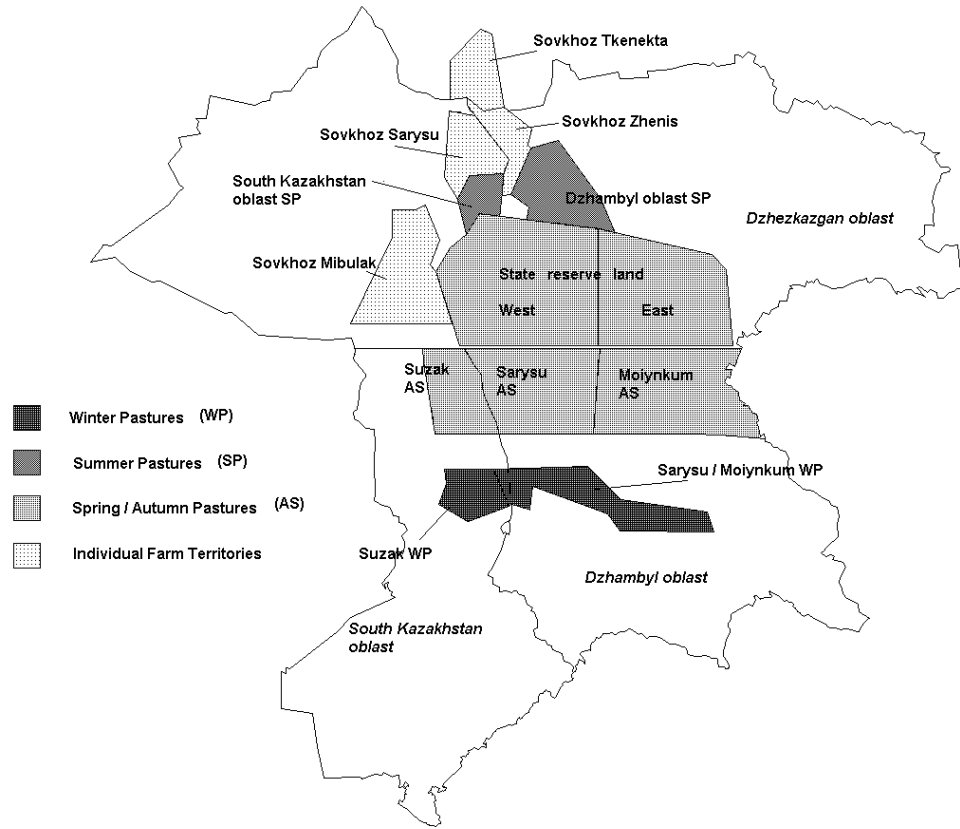 Sovkhoz Tkenekta
Sovkhoz Zhenis
Sovkhoz Sarysu
South Kazakhstan
oblast SP
Dzhambyl oblast SP
Dzhezkazgan oblast
Sovkhoz Mibulak
State reserve land
West East
Suzak
AS
Sarysu
AS
Moiynkum
AS
Winter Pastures (WP)
Summer Pastures (SP)
Spring / Autumn Pastures (AS)
Individual Farm Territories
Sarysu / Moiynkum WP
Suzak WP
Dzhambyl oblast
South Kazakhstan
oblast